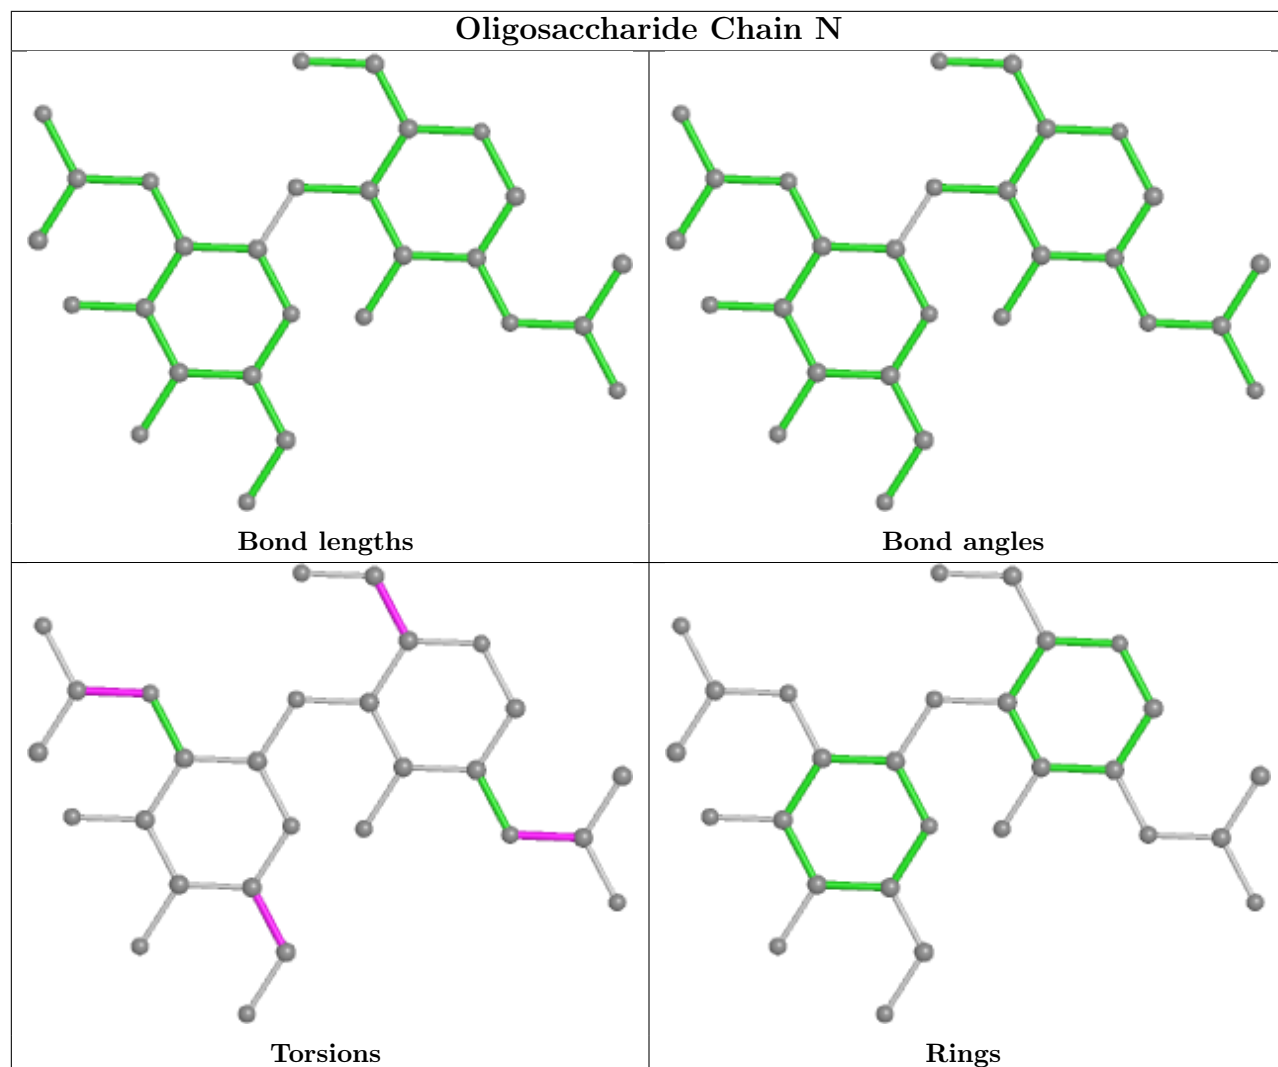 Oligosaccharide Chain N
Bond lengths
Bond angles
Torsions
Rings